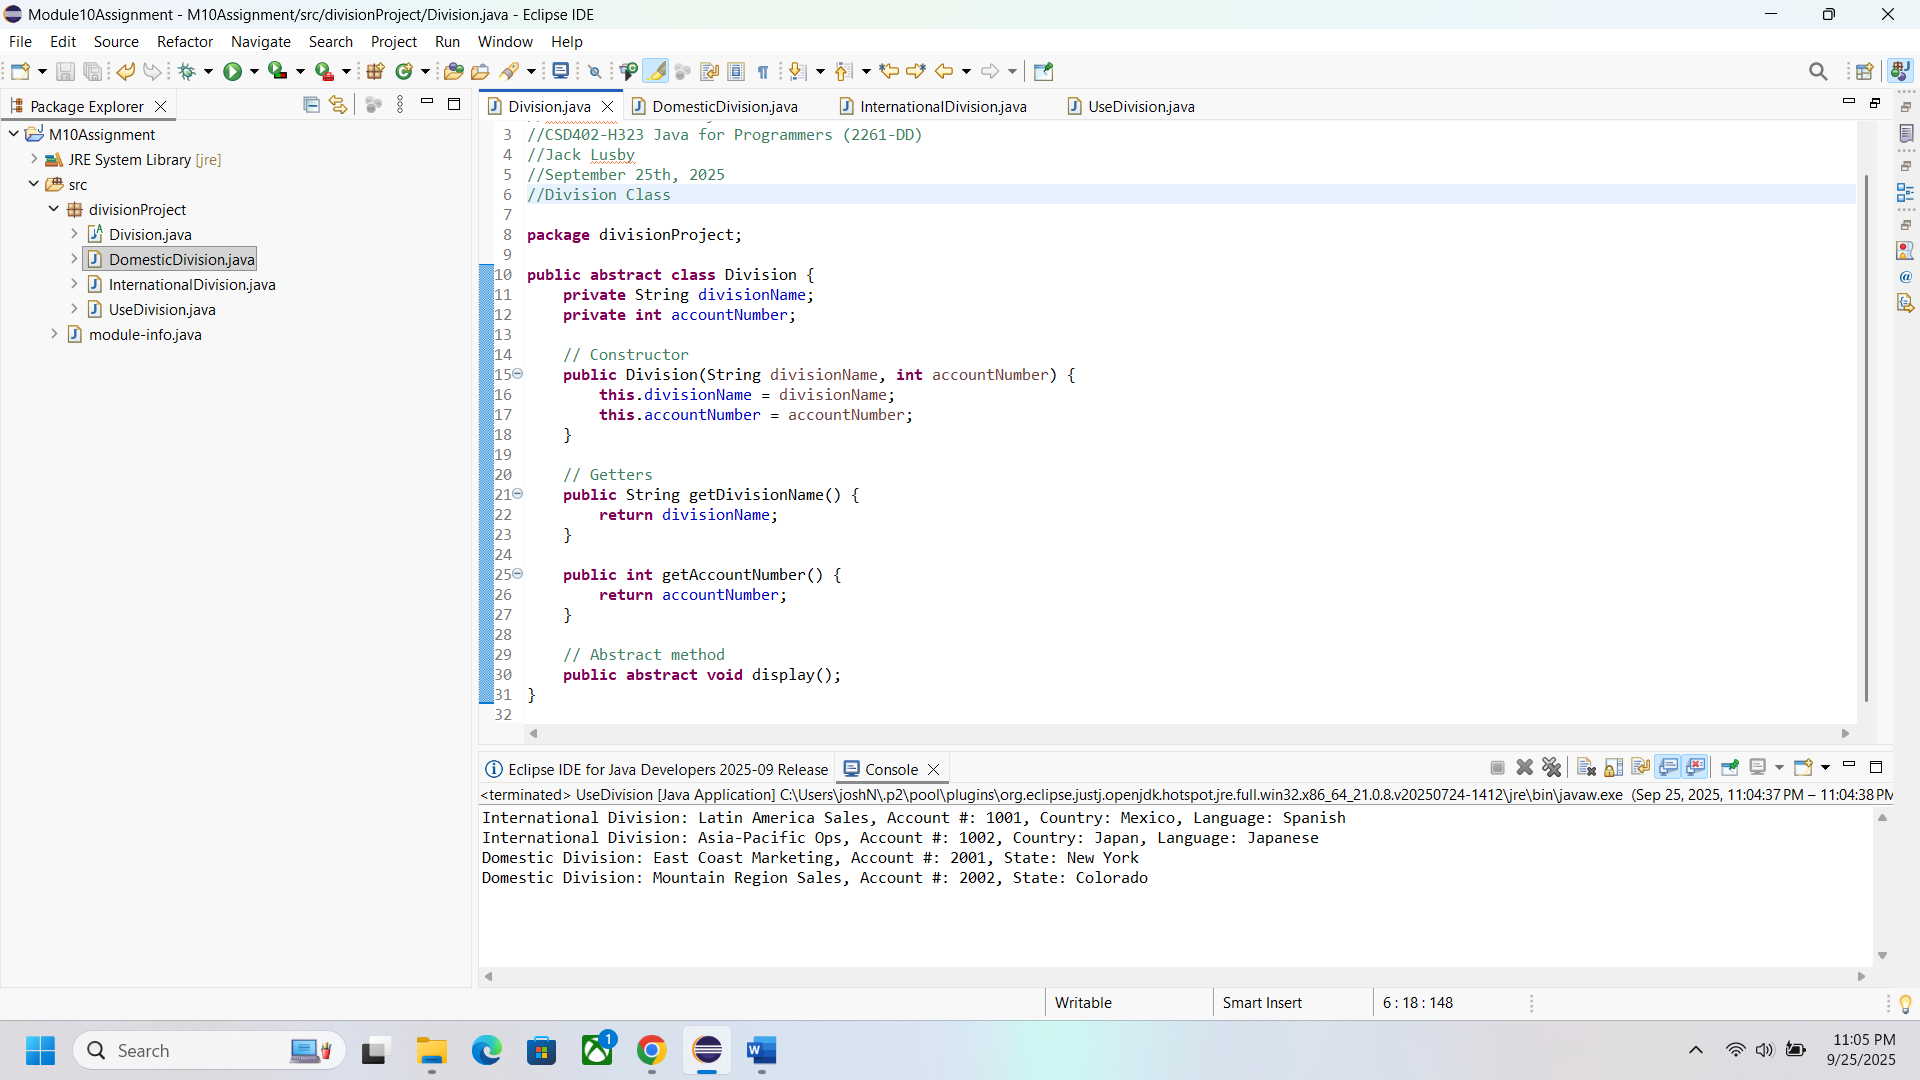 Module10Assignment - M10Assignment/src/divisionProject/Division.java - Eclipse IDE
File Edit Source Refactor Navigate Search Project Run Window Help
Package Explorer
M10Assignment
JRE System Library [jre]
src
divisionProject
Division.java
DomesticDivision.java
InternationalDivision.java
UseDivision.java
module-info.java
Division.java DomesticDivision.java InternationalDivision.java UseDivision.java
3 //CSD402-H323 Java for Programmers (2261-DD)
4 //Jack Lusby
5 //September 25th, 2025
6 //Division Class
7
8 package divisionProject;
9
10 public abstract class Division {
11 private String divisionName;
12 private int accountNumber;
13
14 // Constructor
15 public Division(String divisionName, int accountNumber) {
16 this.divisionName = divisionName;
17 this.accountNumber = accountNumber;
18 }
19
20 // Getters
21 public String getDivisionName() {
22 return divisionName;
23 }
24
25 public int getAccountNumber() {
26 return accountNumber;
27 }
28
29 // Abstract method
30 public abstract void display();
31 }
32
Eclipse IDE for Java Developers 2025-09 Release Console
<terminated> UseDivision [Java Application] C:\Users\joshN\.p2\pool\plugins\org.eclipse.justj.openjdk.hotspot.jre.full.win32.x86_64_21.0.8.v20250724-1412\jre\bin\javaw.exe (Sep 25, 2025, 11:04:37 PM – 11:04:38 PM
International Division: Latin America Sales, Account #: 1001, Country: Mexico, Language: Spanish
International Division: Asia-Pacific Ops, Account #: 1002, Country: Japan, Language: Japanese
Domestic Division: East Coast Marketing, Account #: 2001, State: New York
Domestic Division: Mountain Region Sales, Account #: 2002, State: Colorado
Writable Smart Insert 6 : 18 : 148
Search
1
11:05 PM
9/25/2025